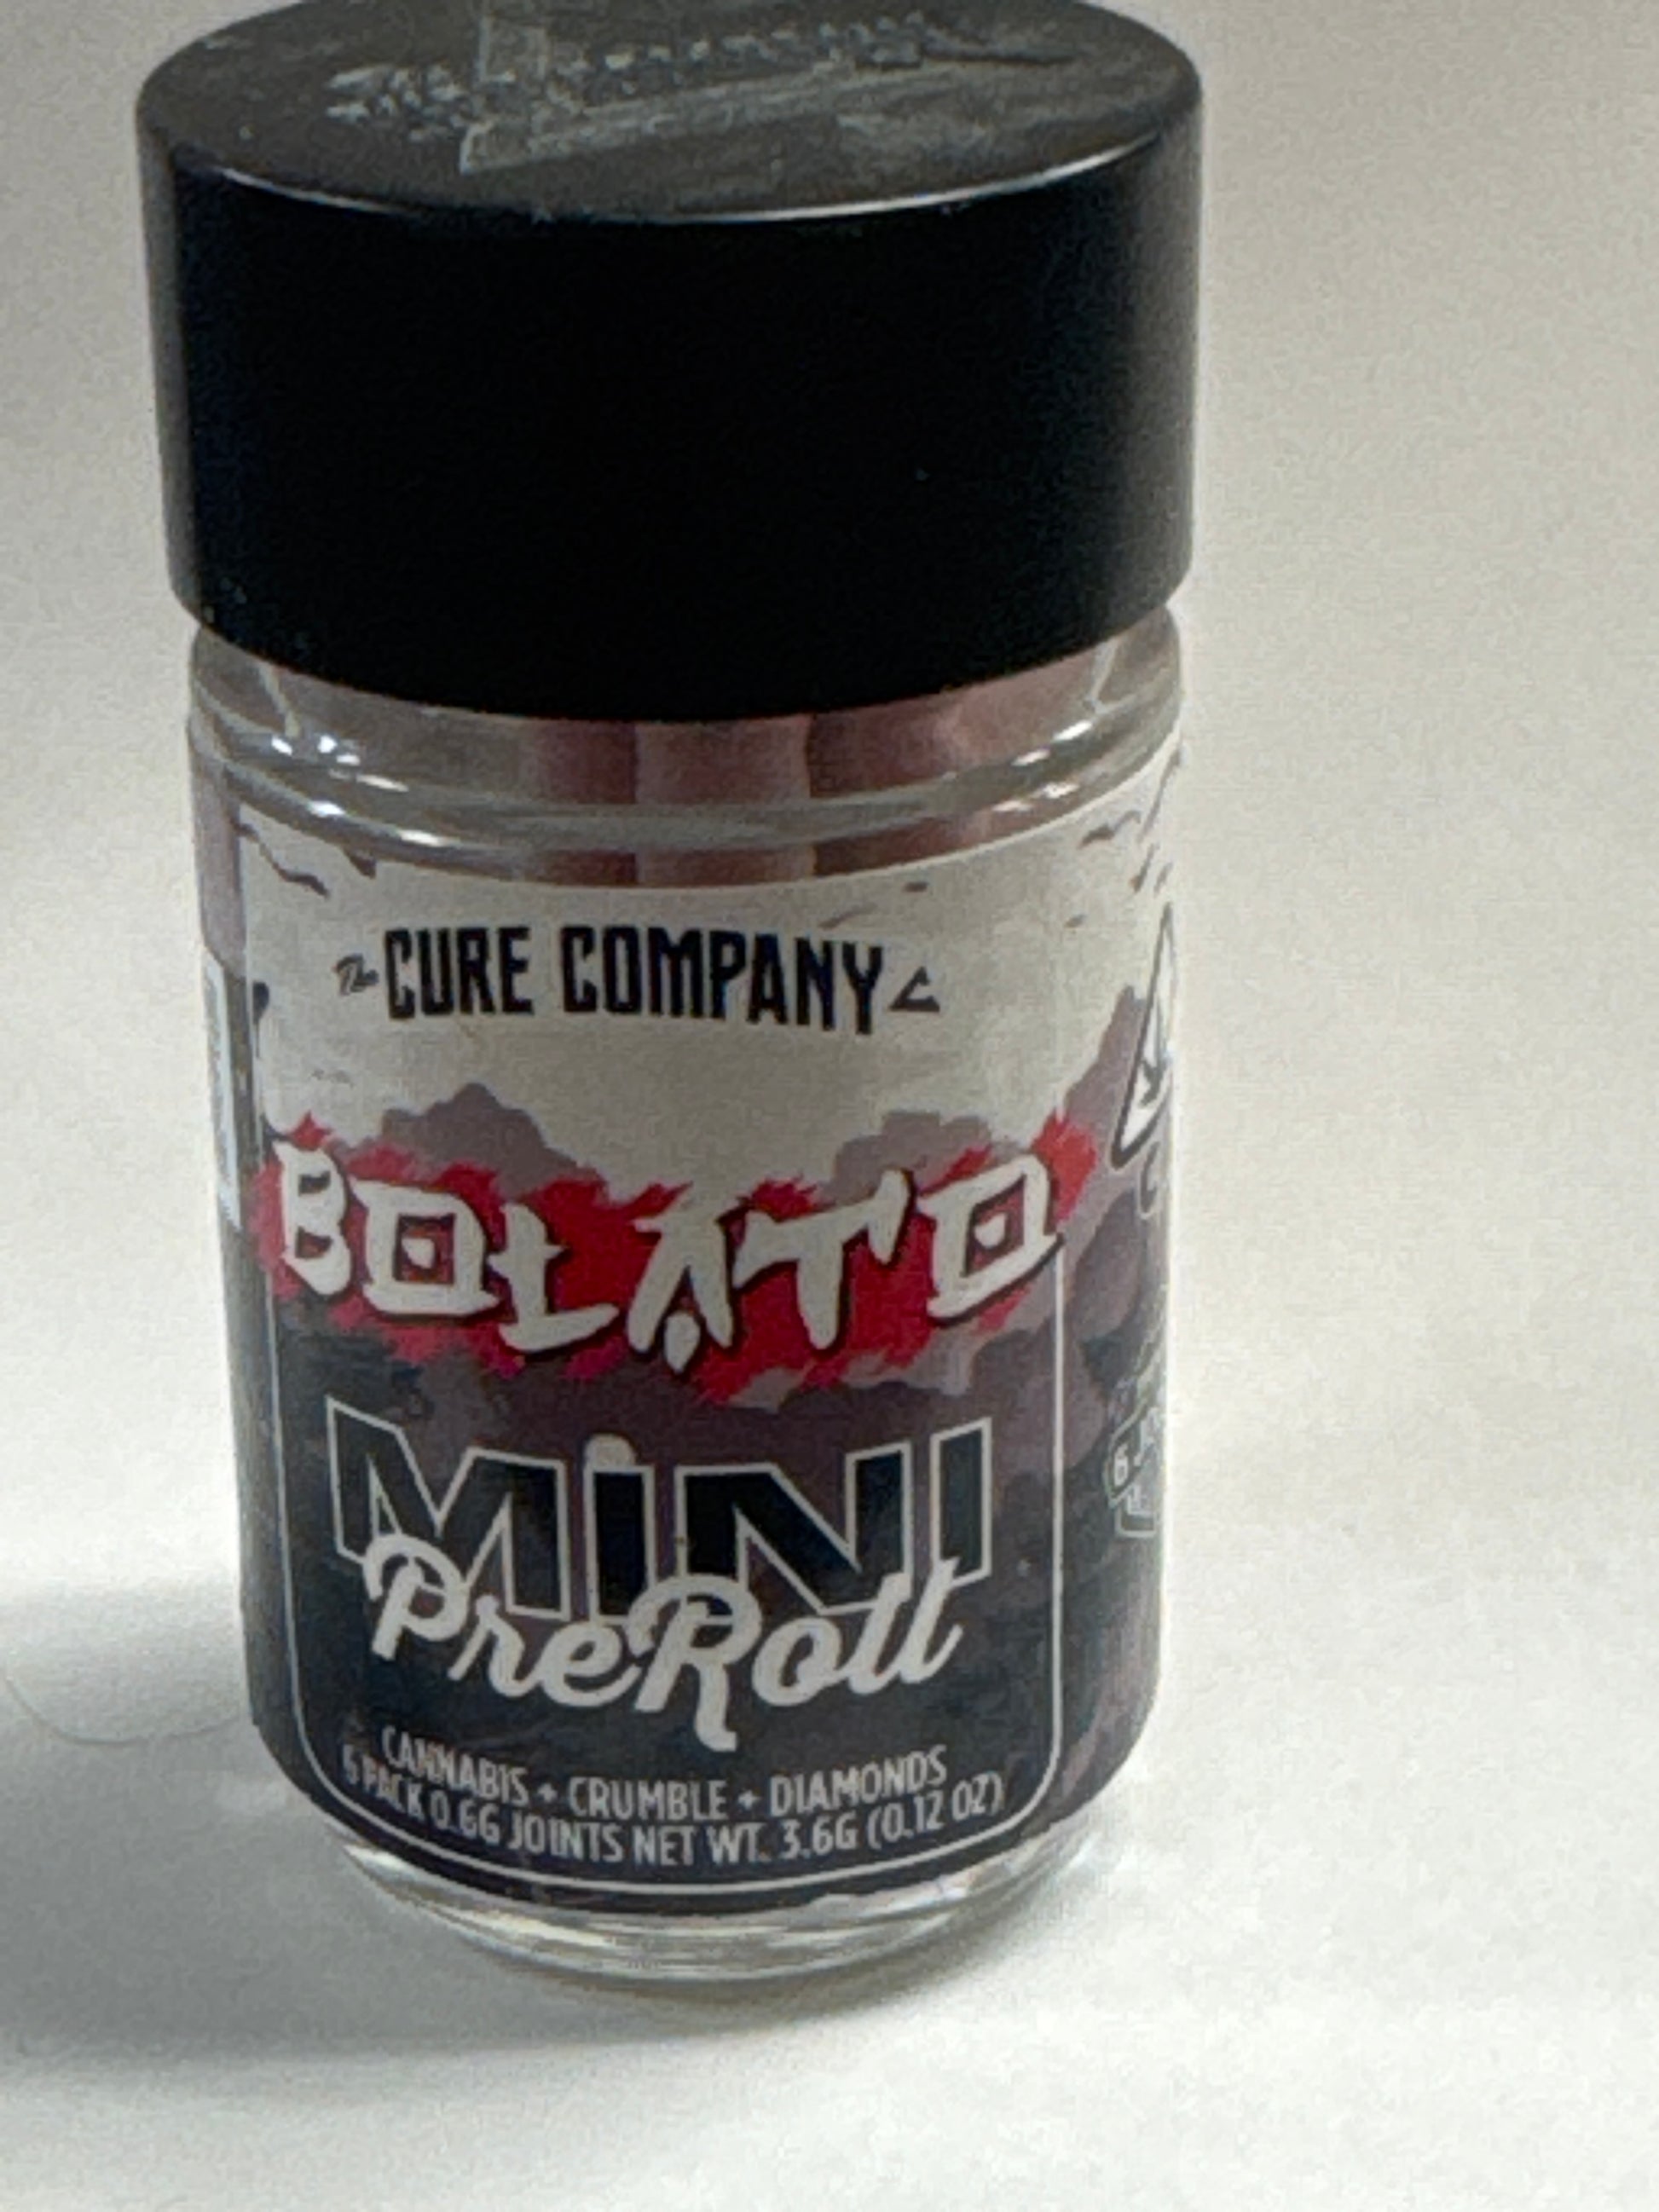 The CURE COMPANY
BOLATO
MiNI
PreRoll
CANNABIS + CRUMBLE + DIAMONDS
6 PACK 0.6G JOINTS NET WT. 3.6G (0.12 OZ)